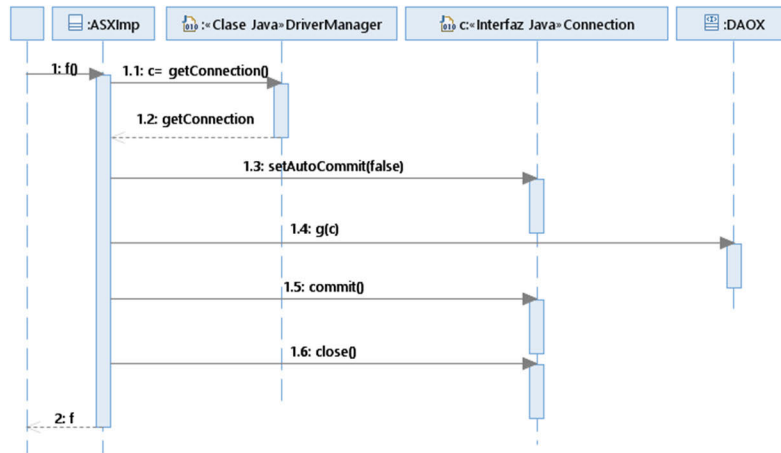 :ASXImp
:«Clase Java»DriverManager
c:«Interfaz Java»Connection
:DAOX
1: f()
1.1: c= getConnection()
1.2: getConnection
1.3: setAutoCommit(false)
1.4: g(c)
1.5: commit()
1.6: close()
2: f